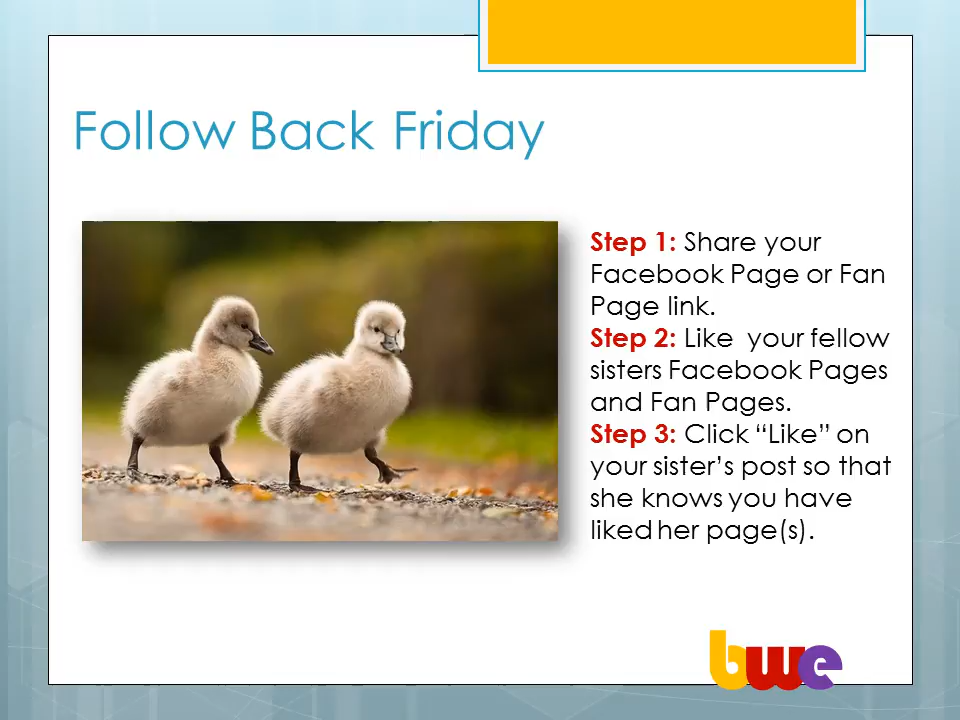 Follow Back Friday
Step 1: Share your
Facebook Page or Fan
Page link.
Step 2: Like  your fellow
sisters Facebook Pages
and Fan Pages.
Step 3: Click “Like” on
your sister’s post so that
she knows you have
liked her page(s).
bwe